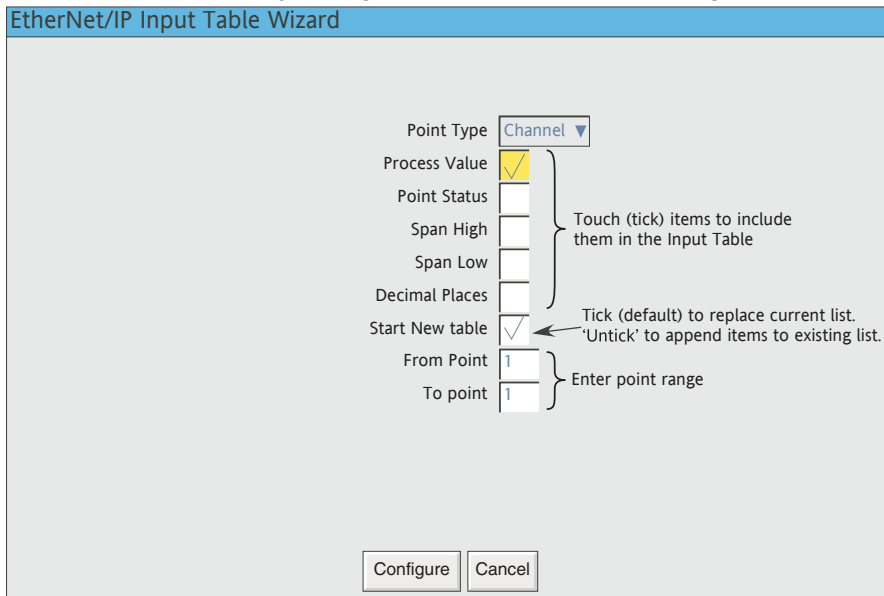 EtherNet/IP Input Table Wizard
Point Type Channel ▼
Process Value
Point Status
Span High
Span Low
Decimal Places
Touch (tick) items to include
them in the Input Table
Start New table
Tick (default) to replace current list.
‘Untick’ to append items to existing list.
From Point 1
To point 1
Enter point range
Configure Cancel